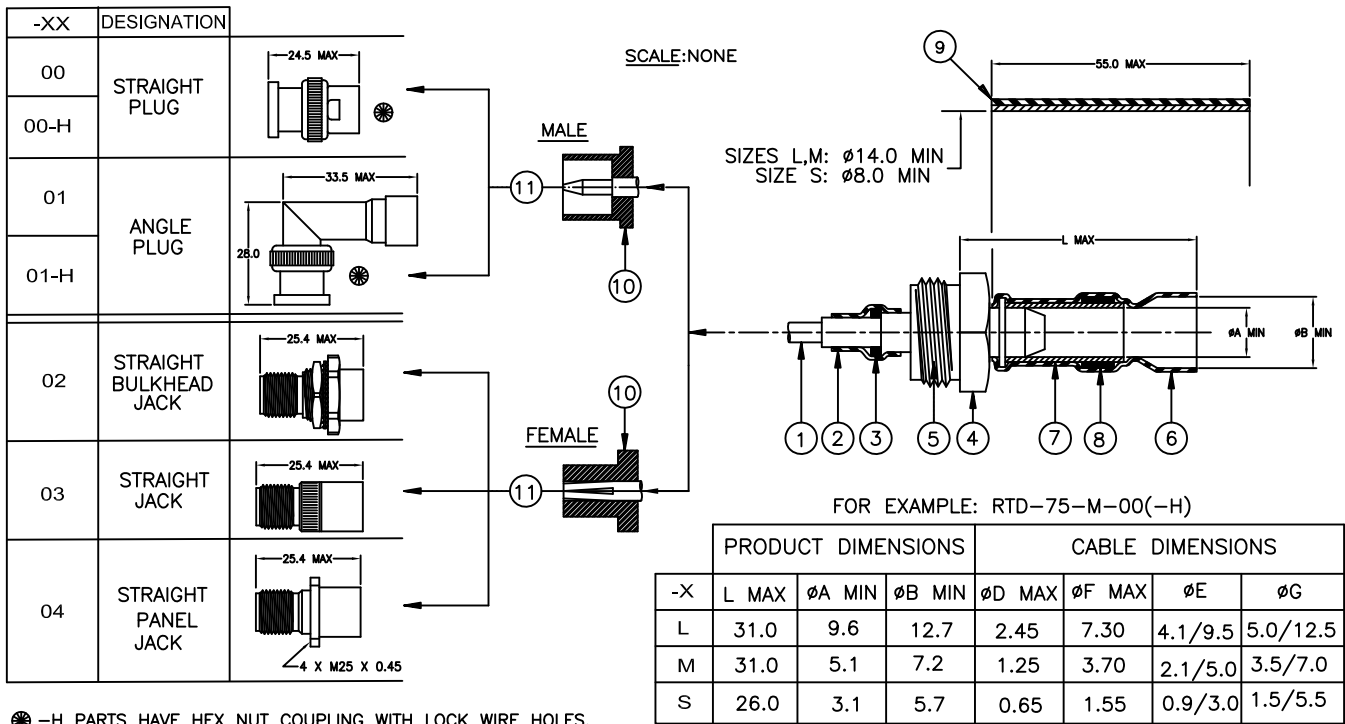 -XX DESIGNATION
00
00-H
STRAIGHT
PLUG
24.5 MAX
01
01-H
ANGLE
PLUG
33.5 MAX
28.0
02
STRAIGHT
BULKHEAD
JACK
25.4 MAX
03
STRAIGHT
JACK
25.4 MAX
04
STRAIGHT
PANEL
JACK
25.4 MAX
4 X M25 X 0.45
-H PARTS HAVE HEX NUT COUPLING WITH LOCK WIRE HOLES
SCALE:NONE
MALE
11
10
FEMALE
10
11
9
55.0 MAX
SIZES L,M: Ø14.0 MIN
SIZE S: Ø8.0 MIN
L MAX
ØA MIN
ØB MIN
1 2 3 5 4 7 8 6
FOR EXAMPLE: RTD-75-M-00(-H)
PRODUCT DIMENSIONS CABLE DIMENSIONS
-X L MAX ØA MIN ØB MIN ØD MAX ØF MAX ØE ØG
L 31.0 9.6 12.7 2.45 7.30 4.1/9.5 5.0/12.5
M 31.0 5.1 7.2 1.25 3.70 2.1/5.0 3.5/7.0
S 26.0 3.1 5.7 0.65 1.55 0.9/3.0 1.5/5.5